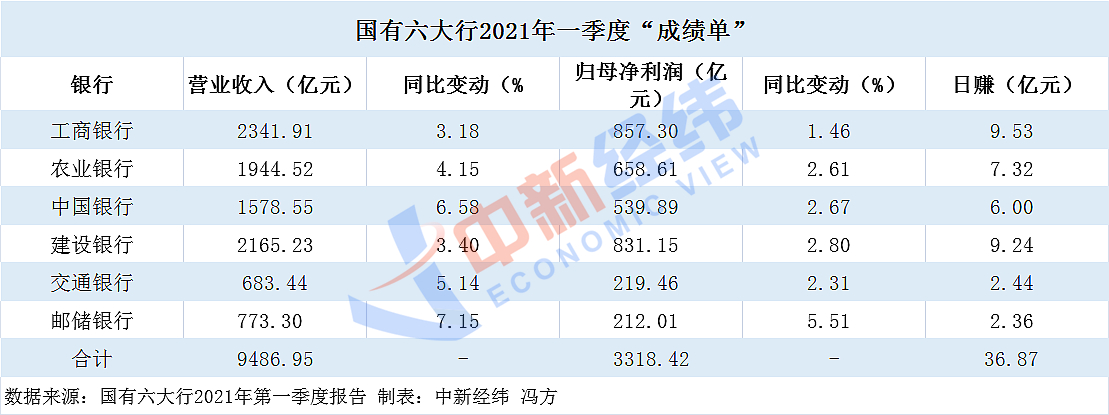 国有六大行2021年一季度“成绩单”
银行 营业收入（亿元） 同比变动（% 归母净利润（亿元） 同比变动（%） 日赚（亿元）
工商银行 2341.91 3.18 857.30 1.46 9.53
农业银行 1944.52 4.15 658.61 2.61 7.32
中国银行 1578.55 6.58 539.89 2.67 6.00
建设银行 2165.23 3.40 831.15 2.80 9.24
交通银行 683.44 5.14 219.46 2.31 2.44
邮储银行 773.30 7.15 212.01 5.51 2.36
合计 9486.95 - 3318.42 - 36.87
数据来源：国有六大行2021年第一季度报告 制表：中新经纬 冯方
中新经纬
ECONOMIC VIEW